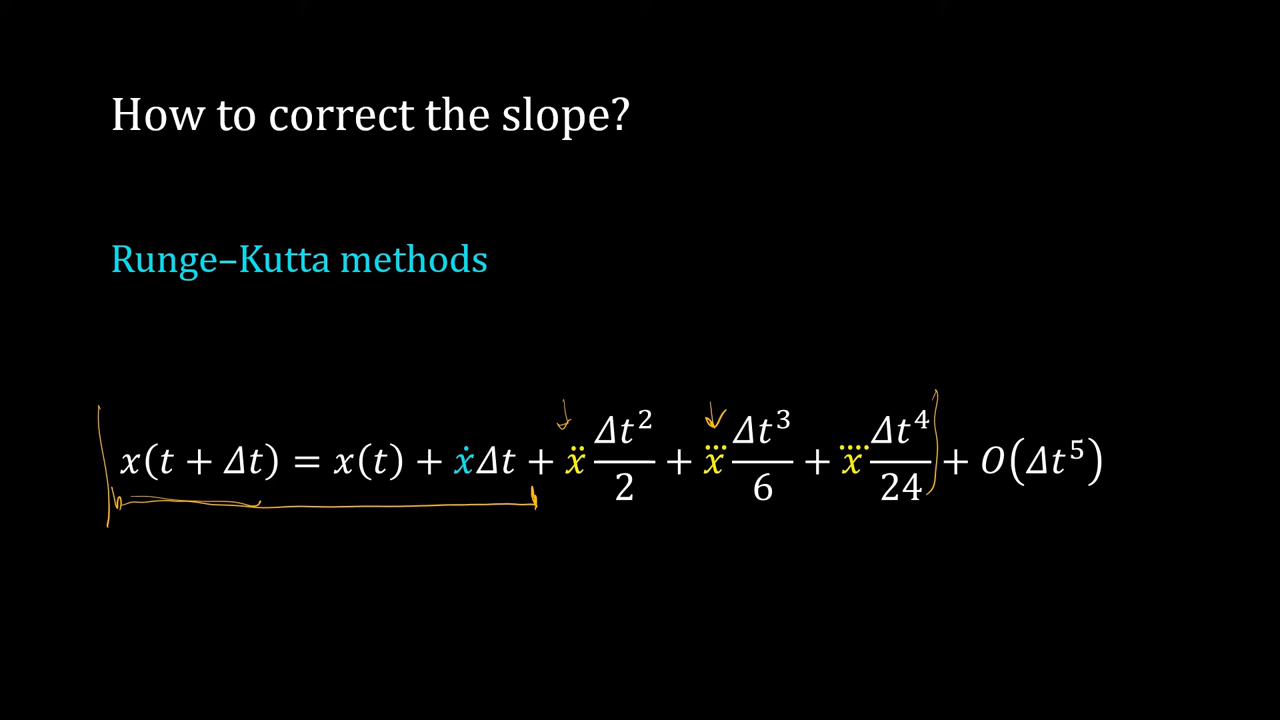 How to correct the slope?
Runge–Kutta methods
x(t + Δt) = x(t) + ẋΔt + ẍ Δt²/2 + x⃛ Δt³/6 + x⃜ Δt⁴/24 + O(Δt⁵)